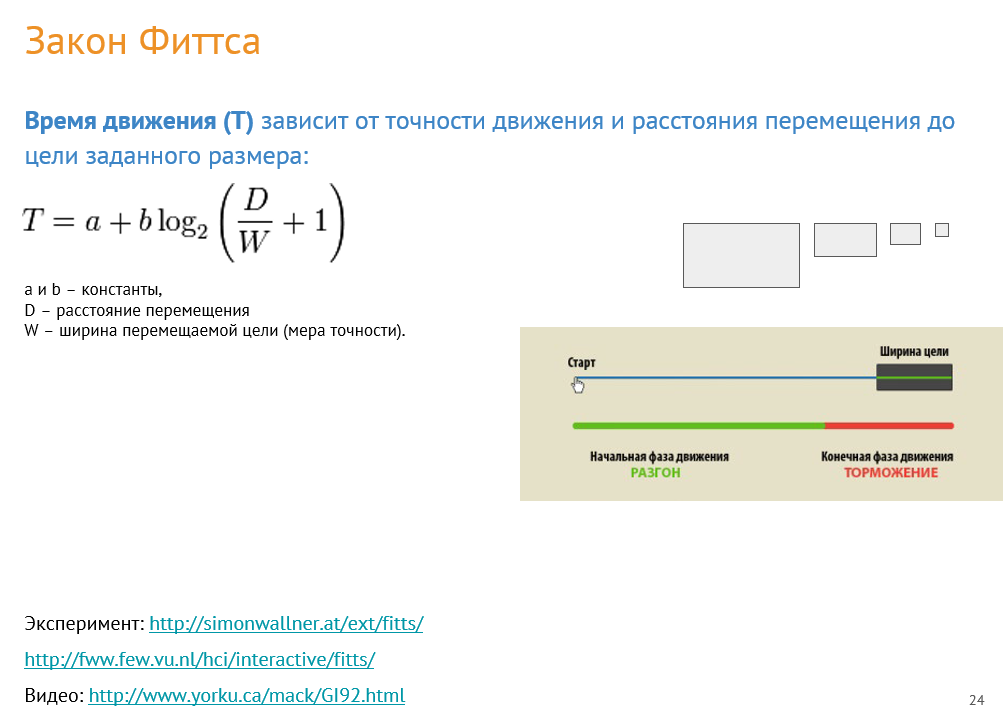 Закон Фиттса
Время движения (T) зависит от точности движения и расстояния перемещения до
цели заданного размера:
T = a + b log₂ (D/W + 1)
a и b – константы,
D – расстояние перемещения
W – ширина перемещаемой цели (мера точности).
Старт
Ширина цели
Начальная фаза движения
РАЗГОН
Конечная фаза движения
ТОРМОЖЕНИЕ
Эксперимент: http://simonwallner.at/ext/fitts/
http://fww.few.vu.nl/hci/interactive/fitts/
Видео: http://www.yorku.ca/mack/GI92.html
24